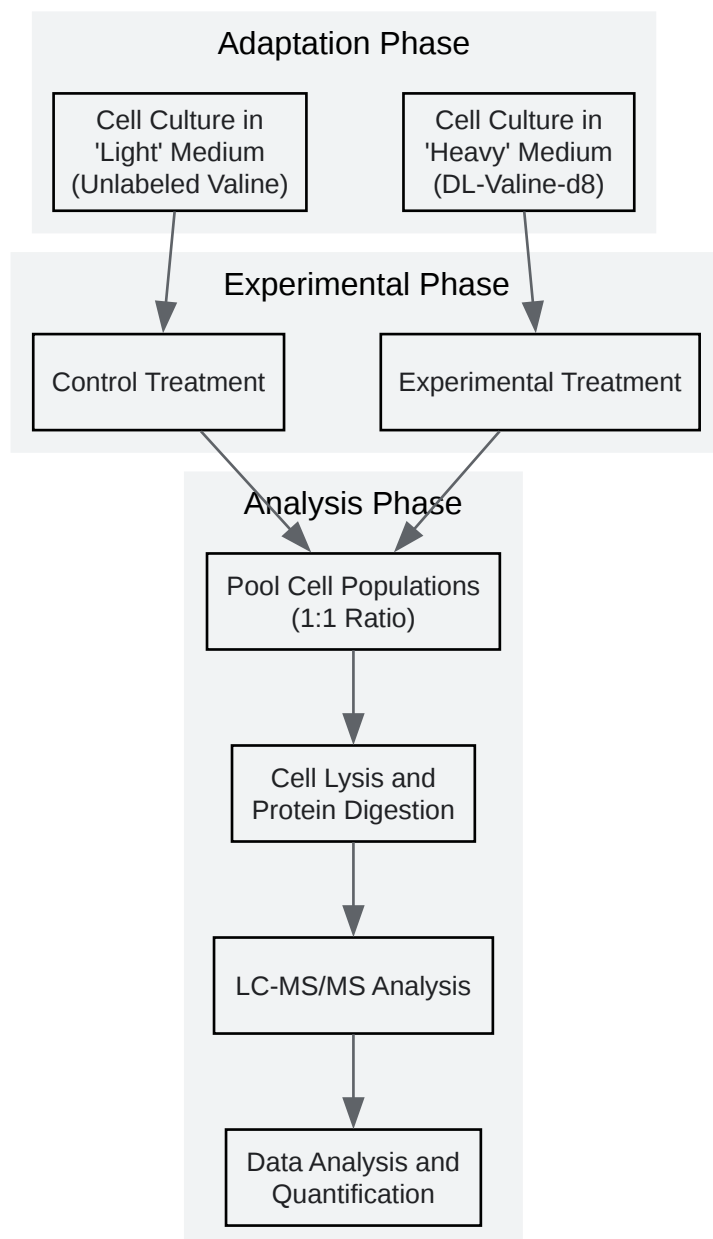 Adaptation Phase
Cell Culture in
'Light' Medium
(Unlabeled Valine)
Cell Culture in
'Heavy' Medium
(DL-Valine-d8)
Experimental Phase
Control Treatment
Experimental Treatment
Analysis Phase
Pool Cell Populations
(1:1 Ratio)
Cell Lysis and
Protein Digestion
LC-MS/MS Analysis
Data Analysis and
Quantification